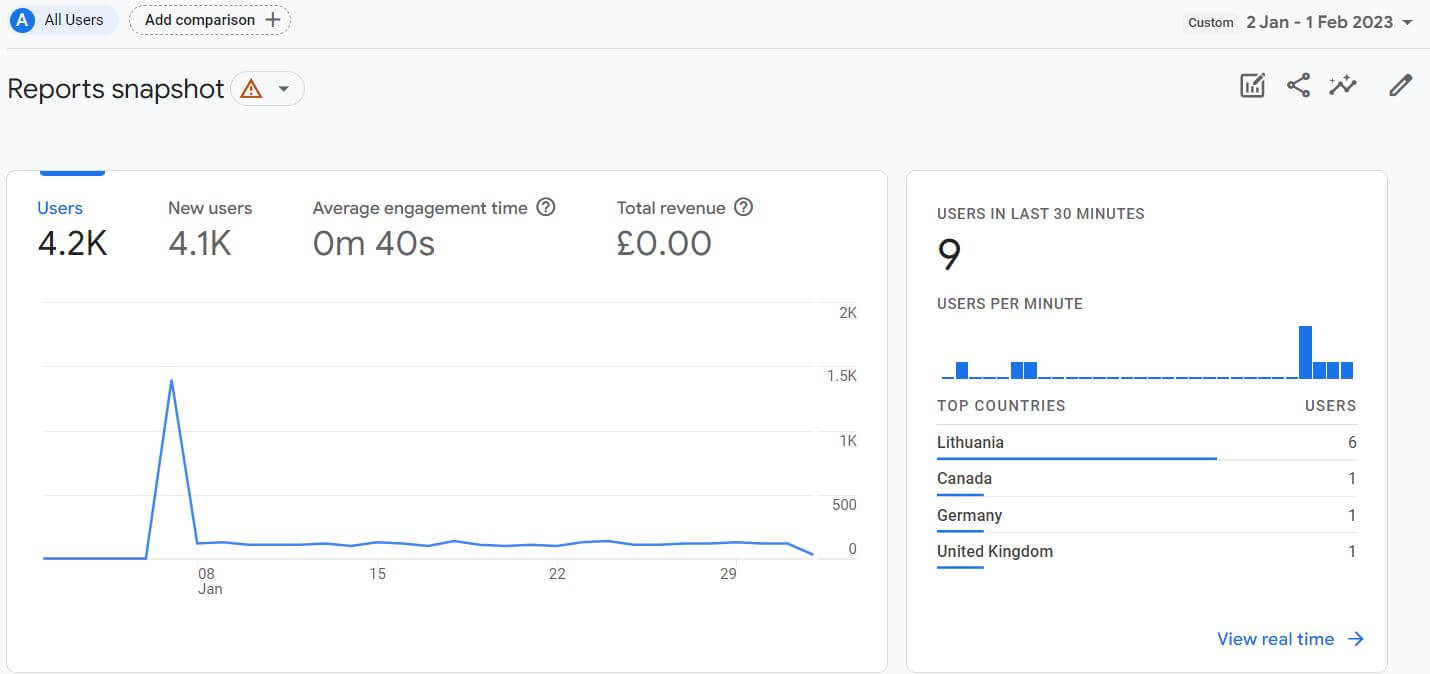 A All Users Add comparison + Custom 2 Jan - 1 Feb 2023
Reports snapshot
Users New users Average engagement time Total revenue
4.2K 4.1K 0m 40s £0.00
2K
1.5K
1K
500
0
08 15 22 29
Jan
USERS IN LAST 30 MINUTES
9
USERS PER MINUTE
TOP COUNTRIES USERS
Lithuania 6
Canada 1
Germany 1
United Kingdom 1
View real time